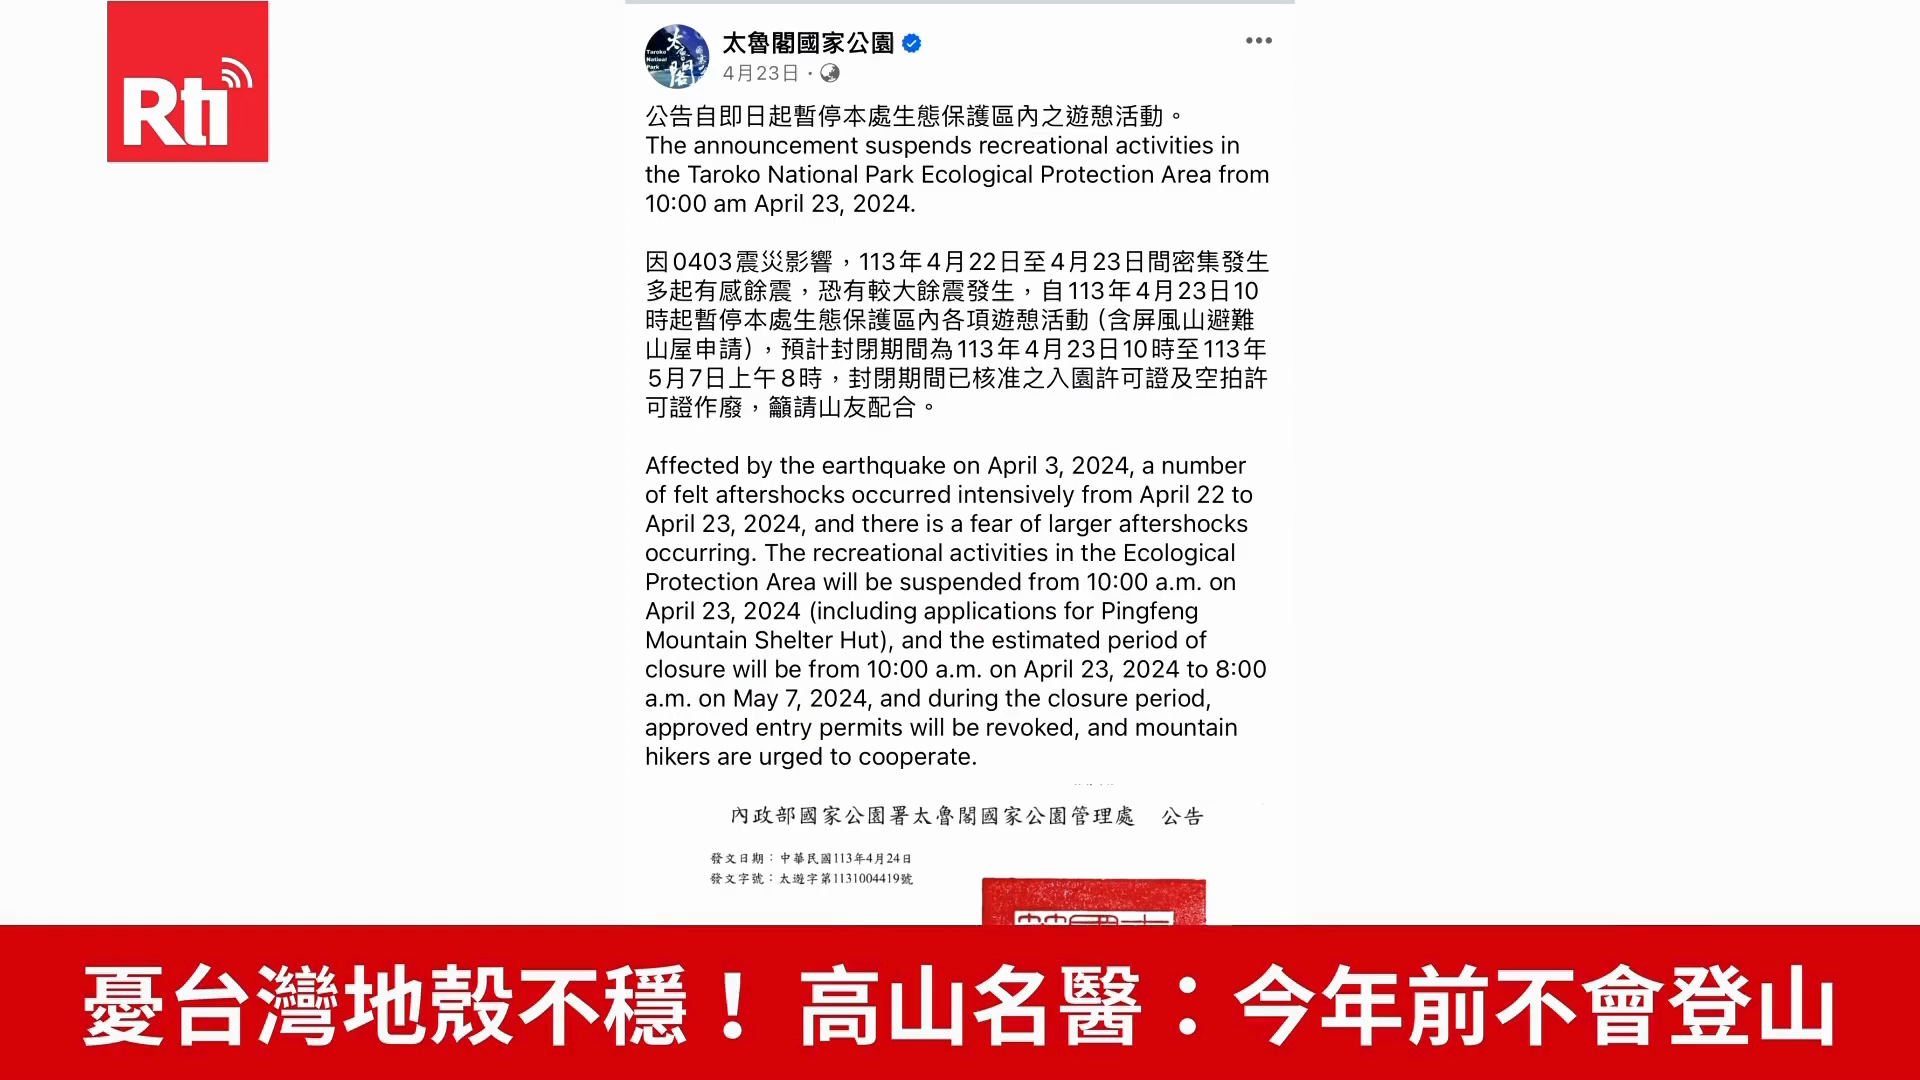 Rti
太魯閣國家公園
4月23日
公告自即日起暫停本處生態保護區內之遊憩活動。
The announcement suspends recreational activities in
the Taroko National Park Ecological Protection Area from
10:00 am April 23, 2024.
因0403震災影響，113年4月22日至4月23日間密集發生
多起有感餘震，恐有較大餘震發生，自113年4月23日10
時起暫停本處生態保護區內各項遊憩活動 (含屏風山避難
山屋申請)，預計封閉期間為113年4月23日10時至113年
5月7日上午8時，封閉期間已核准之入園許可證及空拍許
可證作廢，籲請山友配合。
Affected by the earthquake on April 3, 2024, a number
of felt aftershocks occurred intensively from April 22 to
April 23, 2024, and there is a fear of larger aftershocks
occurring. The recreational activities in the Ecological
Protection Area will be suspended from 10:00 a.m. on
April 23, 2024 (including applications for Pingfeng
Mountain Shelter Hut), and the estimated period of
closure will be from 10:00 a.m. on April 23, 2024 to 8:00
a.m. on May 7, 2024, and during the closure period,
approved entry permits will be revoked, and mountain
hikers are urged to cooperate.
內政部國家公園署太魯閣國家公園管理處 公告
發文日期：中華民國113年4月24日
發文字號：太遊字第1131004419號
憂台灣地殼不穩！ 高山名醫：今年前不會登山